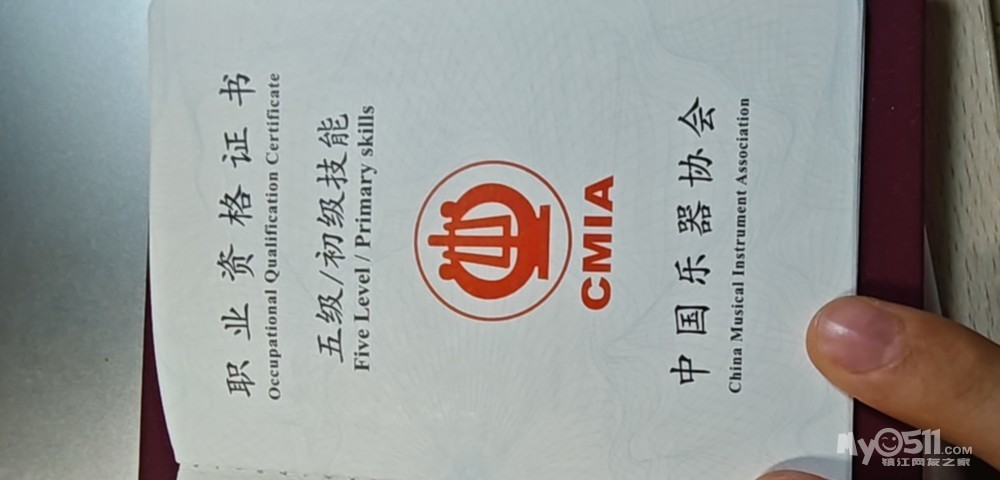 职业资格证书
Occupational Qualification Certificate
五级/初级技能
Five Level / Primary skills
CMIA
中国乐器协会
China Musical Instrument Association
My0511.COM
镇江网友之家